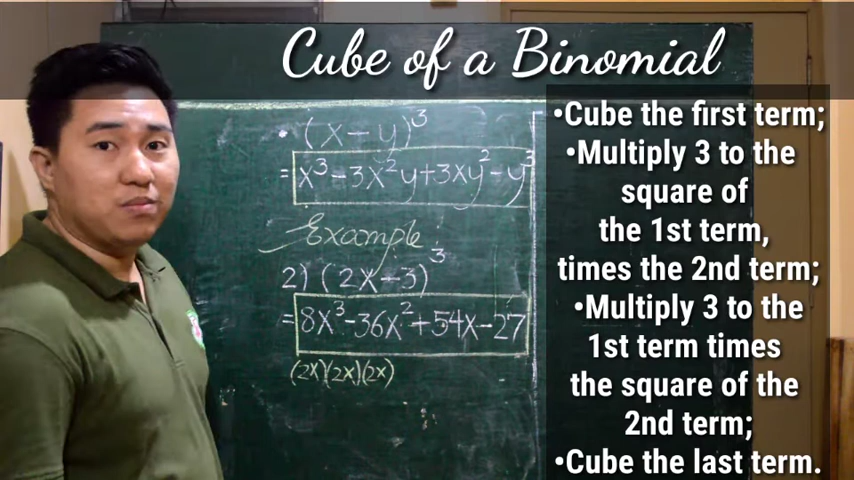 Cube of a Binomial
• (x-y)³
= x³-3x²y+3xy²-y³
Example:
2) (2x-3)³
= 8x³-36x²+54x-27
(2x)(2x)(2x)
•Cube the first term;
•Multiply 3 to the
square of
the 1st term,
times the 2nd term;
•Multiply 3 to the
1st term times
the square of the
2nd term;
•Cube the last term.